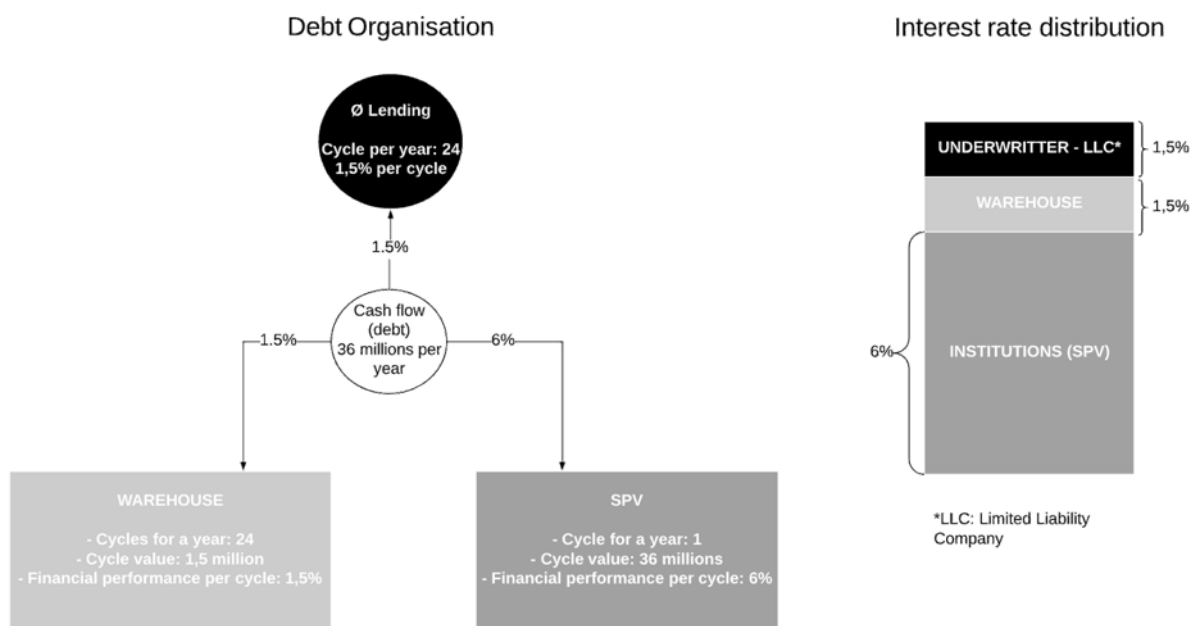 Debt Organisation
Interest rate distribution
Ø Lending
Cycle per year: 24
1,5% per cycle
1.5%
Cash flow
(debt)
36 millions per
year
1.5%
6%
WAREHOUSE
- Cycles for a year: 24
- Cycle value: 1,5 million
- Financial performance per cycle: 1,5%
SPV
- Cycle for a year: 1
- Cycle value: 36 millions
- Financial performance per cycle: 6%
UNDERWRITTER - LLC*
1,5%
WAREHOUSE
1,5%
6%
INSTITUTIONS (SPV)
*LLC: Limited Liability
Company